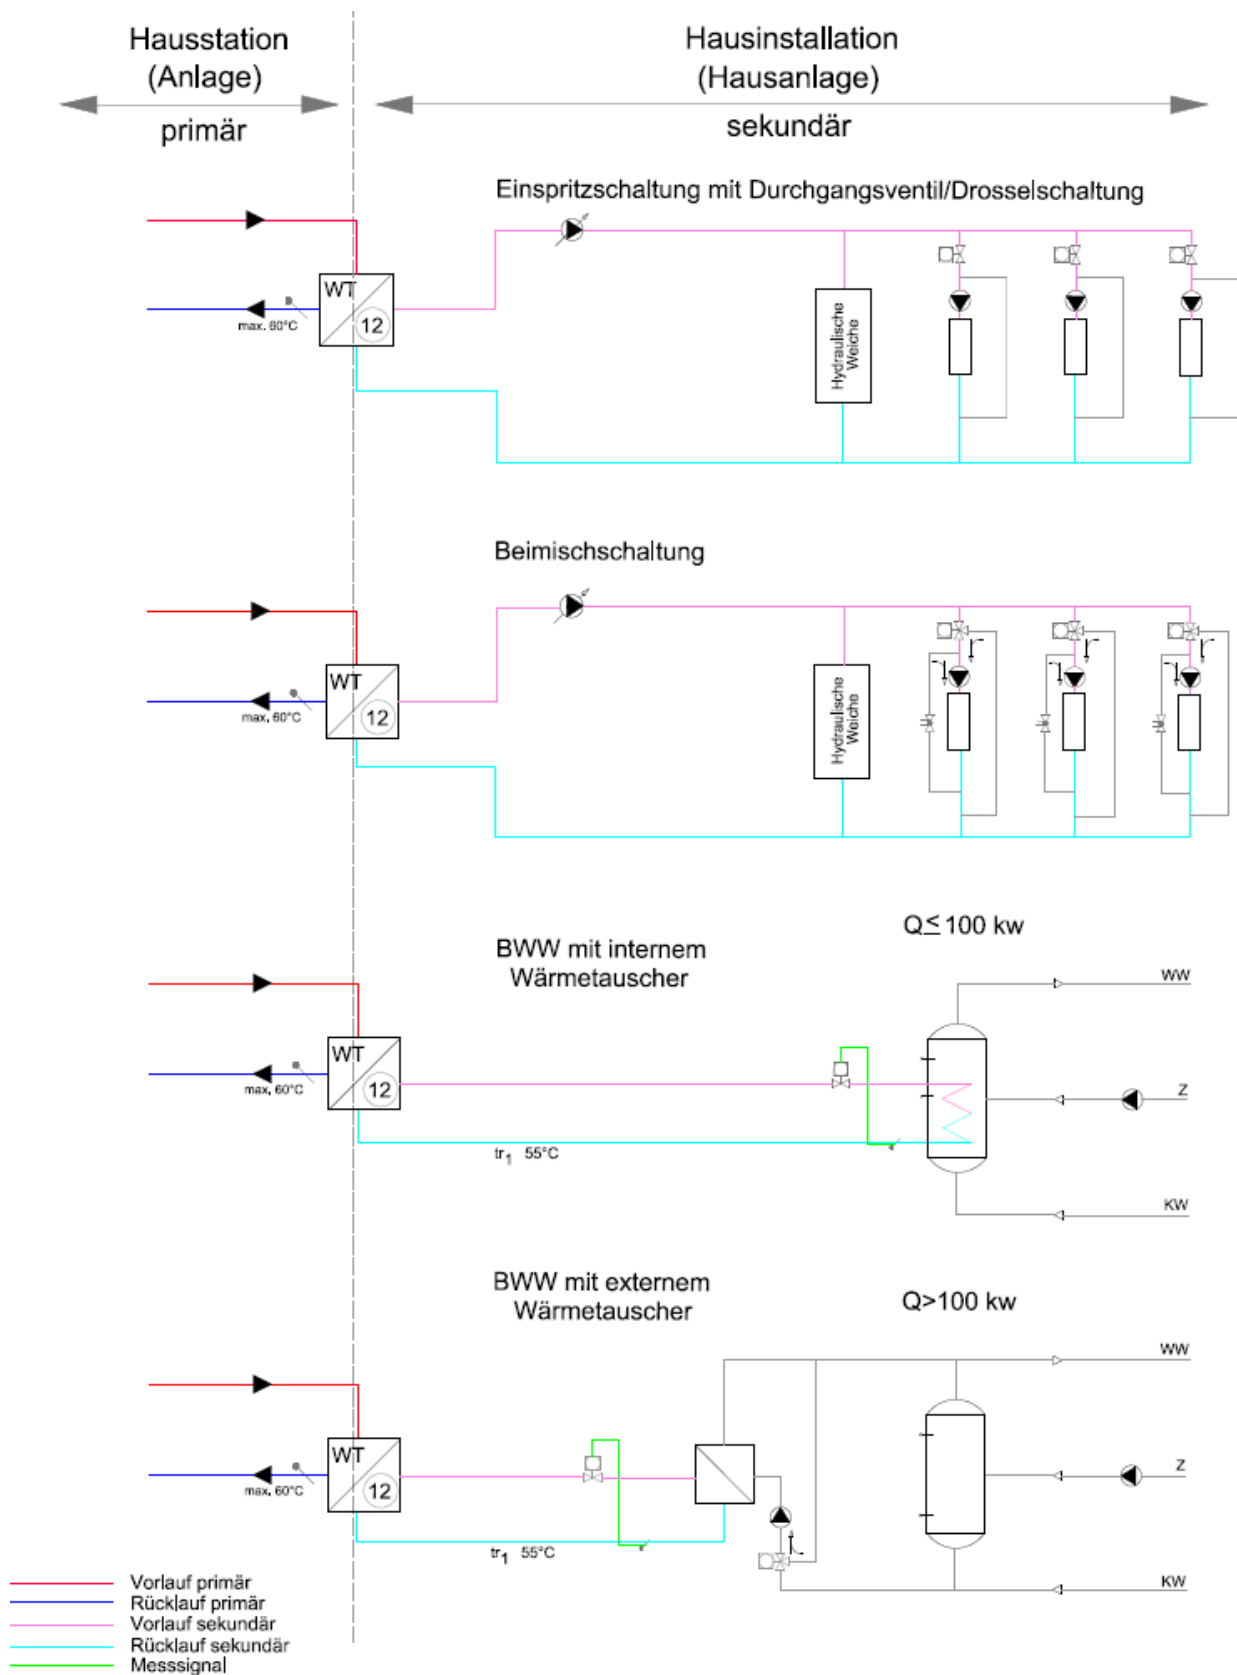 Hausstation
(Anlage)
primär
Hausinstallation
(Hausanlage)
sekundär
Einspritzschaltung mit Durchgangsventil/Drosselschaltung
WT
12
max. 60°C
Hydraulische
Weiche
Beimischschaltung
WT
12
max. 60°C
Hydraulische
Weiche
BWW mit internem
Wärmetauscher
Q≤100 kw
WW
WT
12
max. 60°C
Z
tr1 55°C
KW
BWW mit externem
Wärmetauscher
Q>100 kw
WW
WT
12
max. 60°C
Z
tr1 55°C
KW
Vorlauf primär
Rücklauf primär
Vorlauf sekundär
Rücklauf sekundär
Messsignal